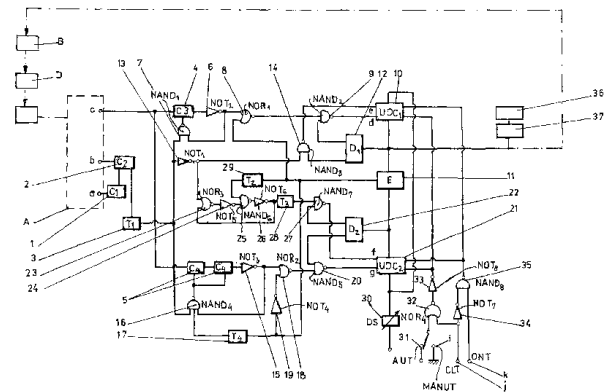 B
D
A
c
b
a
C2
C1
T1
2
1
3
23
24
13
7
NAND1
4
C3
6
NOT2
8
NOR1
14
NAND2
9
12
10
e
d
UDC1
D1
NAND3
36
37
NOT1
29
T2
NOT6
NAND7
E
11
NOR3
NOT5
NAND6
T3
25
26
28
27
D2
22
21
5
NOT3
NOR2
NAND5
20
f
g
UDC2
NAND4
16
17
T4
NOT4
15
19
18
30
DS
NOT8
33
35
NAND8
NOR4
32
NOT7
34
31
AUT
i
MANUT
CLT
j
CNT
k